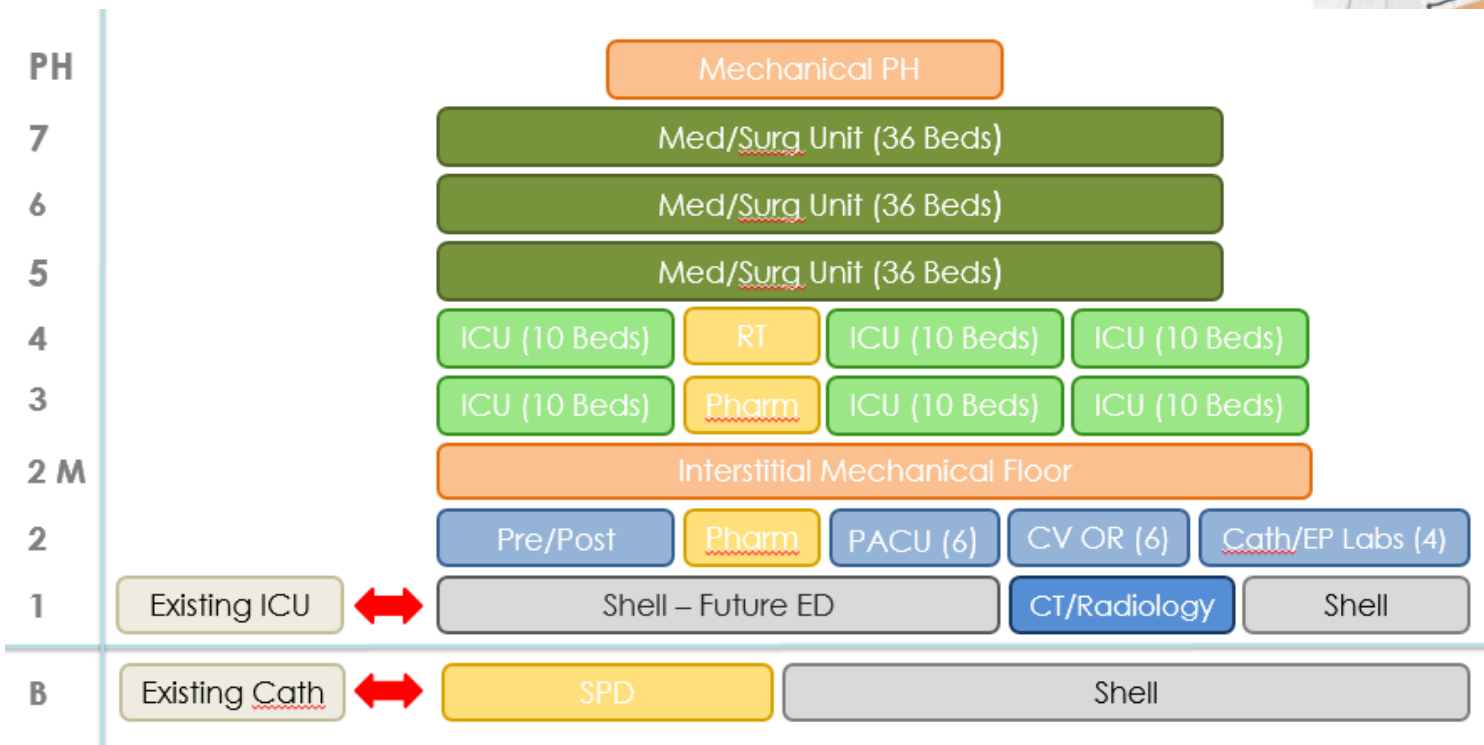 PH Mechanical PH
7 Med/Surg Unit (36 Beds)
6 Med/Surg Unit (36 Beds)
5 Med/Surg Unit (36 Beds)
4 ICU (10 Beds) RT ICU (10 Beds) ICU (10 Beds)
3 ICU (10 Beds) Pharm ICU (10 Beds) ICU (10 Beds)
2 M Interstitial Mechanical Floor
2 Pre/Post Pharm PACU (6) CV OR (6) Cath/EP Labs (4)
1 Existing ICU Shell – Future ED CT/Radiology Shell
B Existing Cath SPD Shell